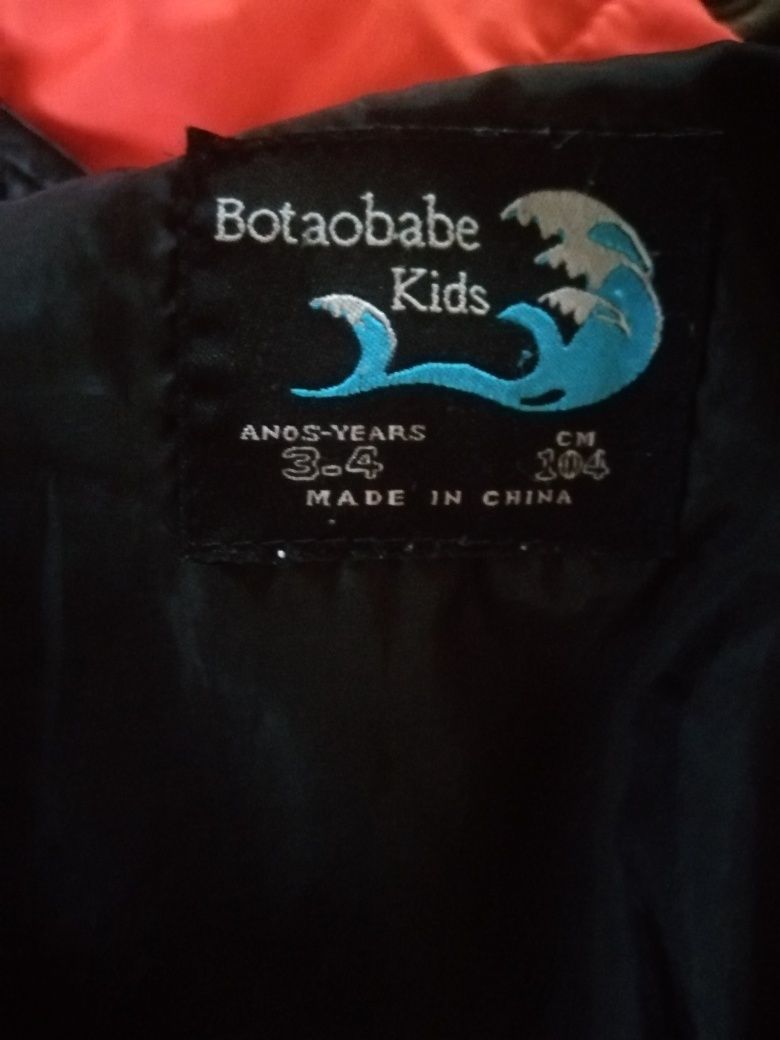 Botaobabe
Kids
ANOS-YEARS CM
3-4 104
MADE IN CHINA